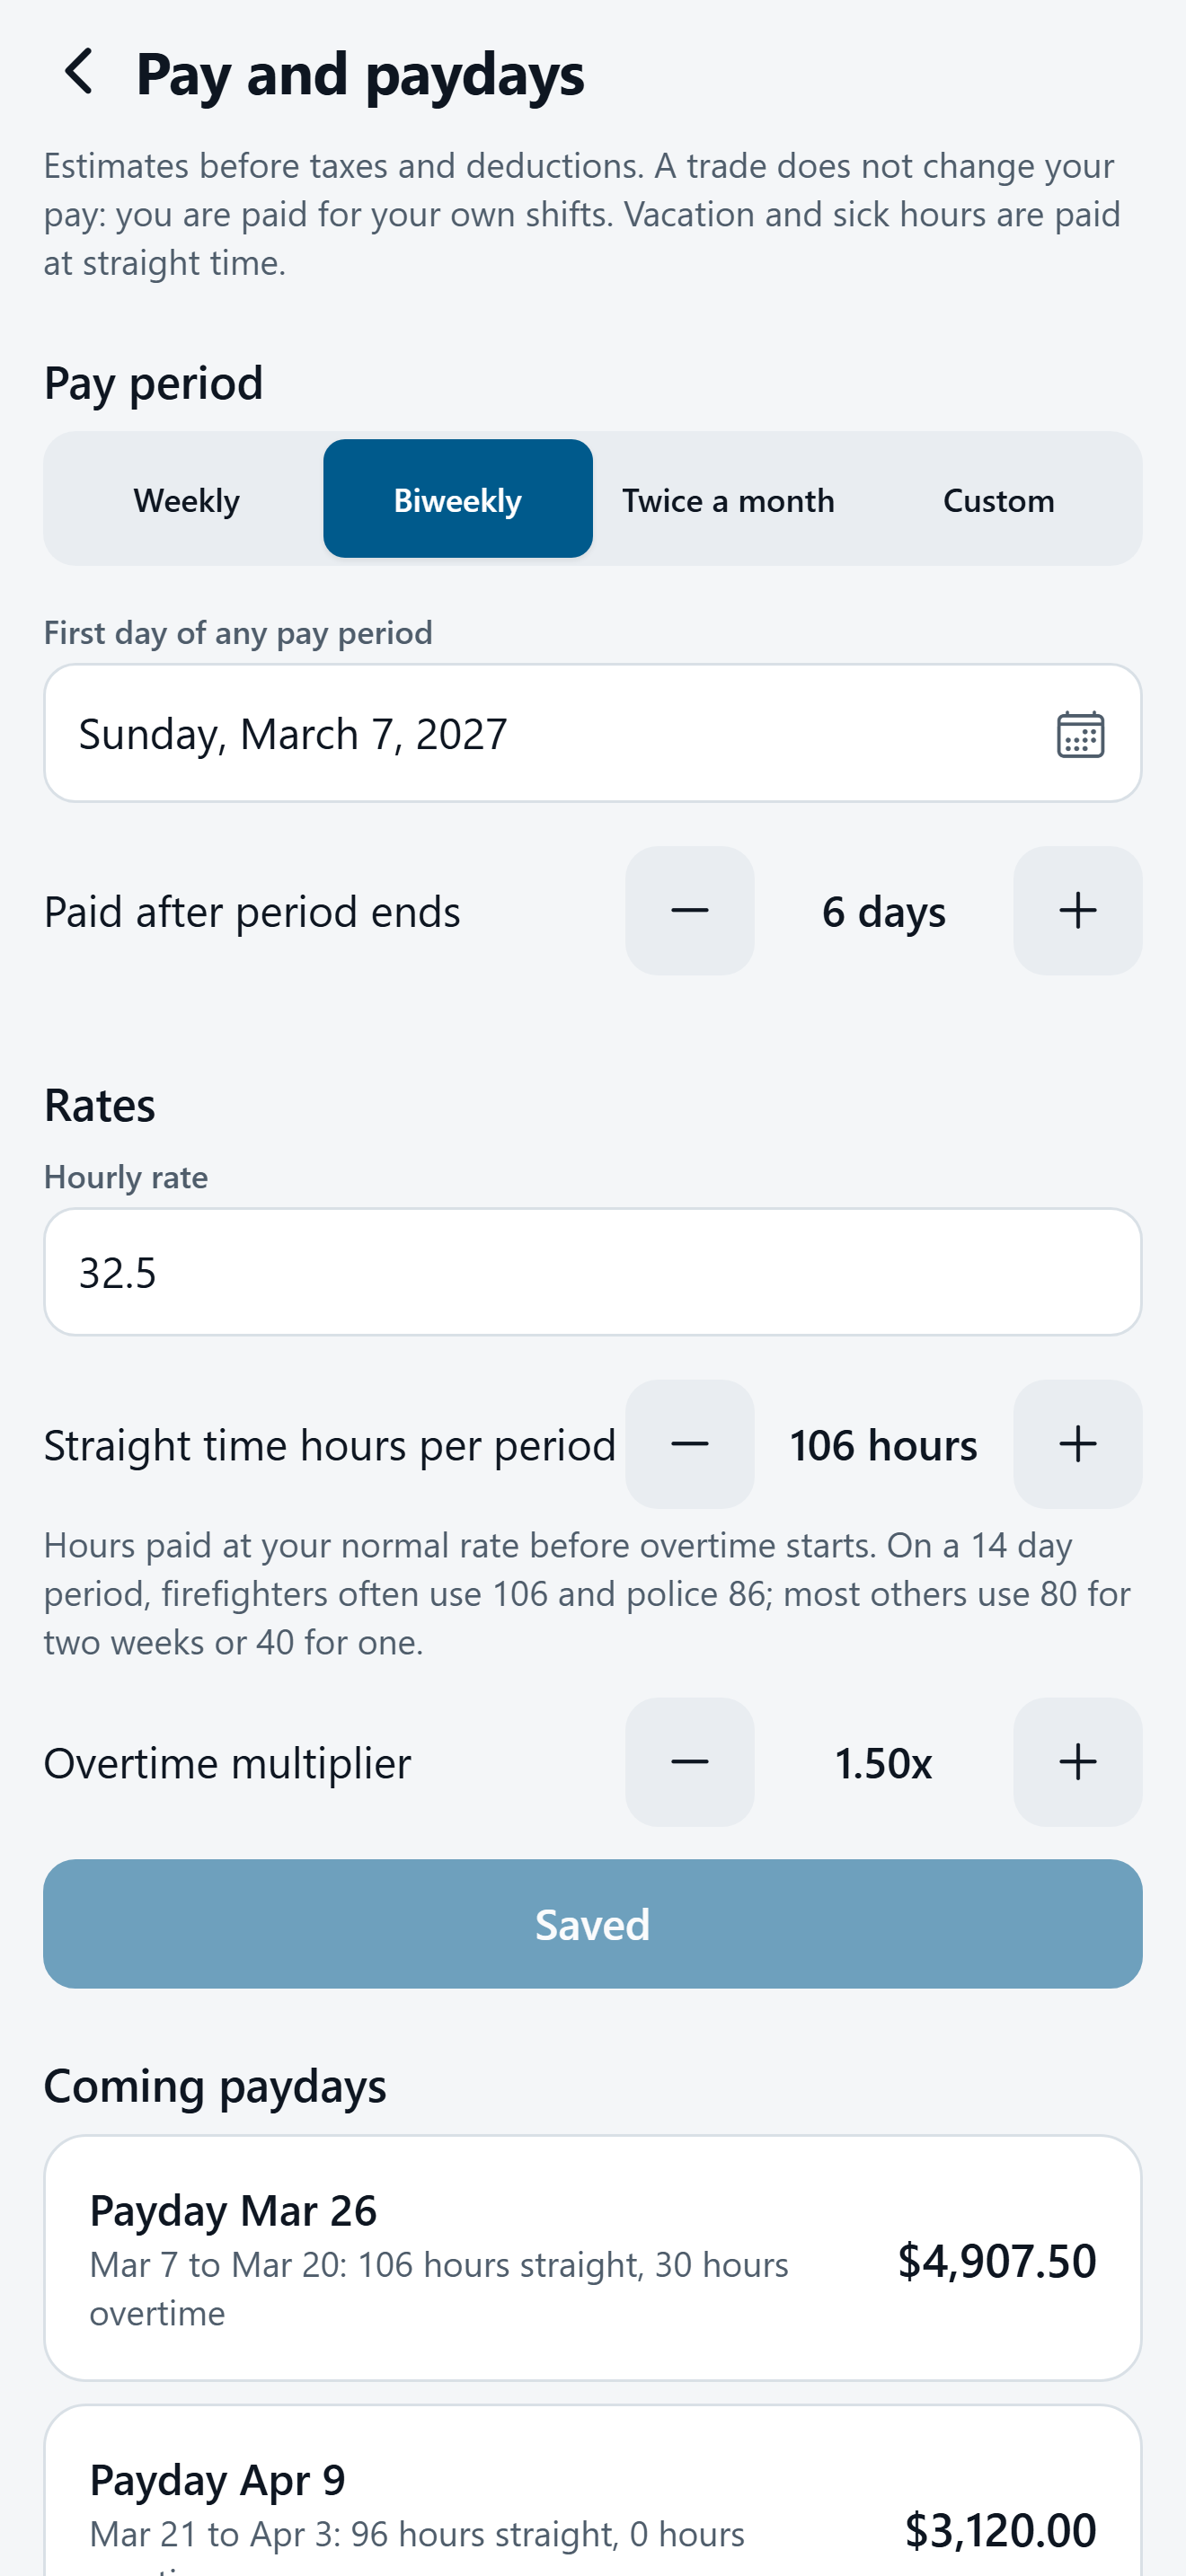 Pay and paydays
Estimates before taxes and deductions. A trade does not change your
pay: you are paid for your own shifts. Vacation and sick hours are paid
at straight time.
Pay period
Weekly
Biweekly
Twice a month
Custom
First day of any pay period
Sunday, March 7, 2027
Paid after period ends
6 days
Rates
Hourly rate
32.5
Straight time hours per period
106 hours
Hours paid at your normal rate before overtime starts. On a 14 day
period, firefighters often use 106 and police 86; most others use 80 for
two weeks or 40 for one.
Overtime multiplier
1.50x
Saved
Coming paydays
Payday Mar 26
Mar 7 to Mar 20: 106 hours straight, 30 hours
overtime
$4,907.50
Payday Apr 9
Mar 21 to Apr 3: 96 hours straight, 0 hours
$3,120.00